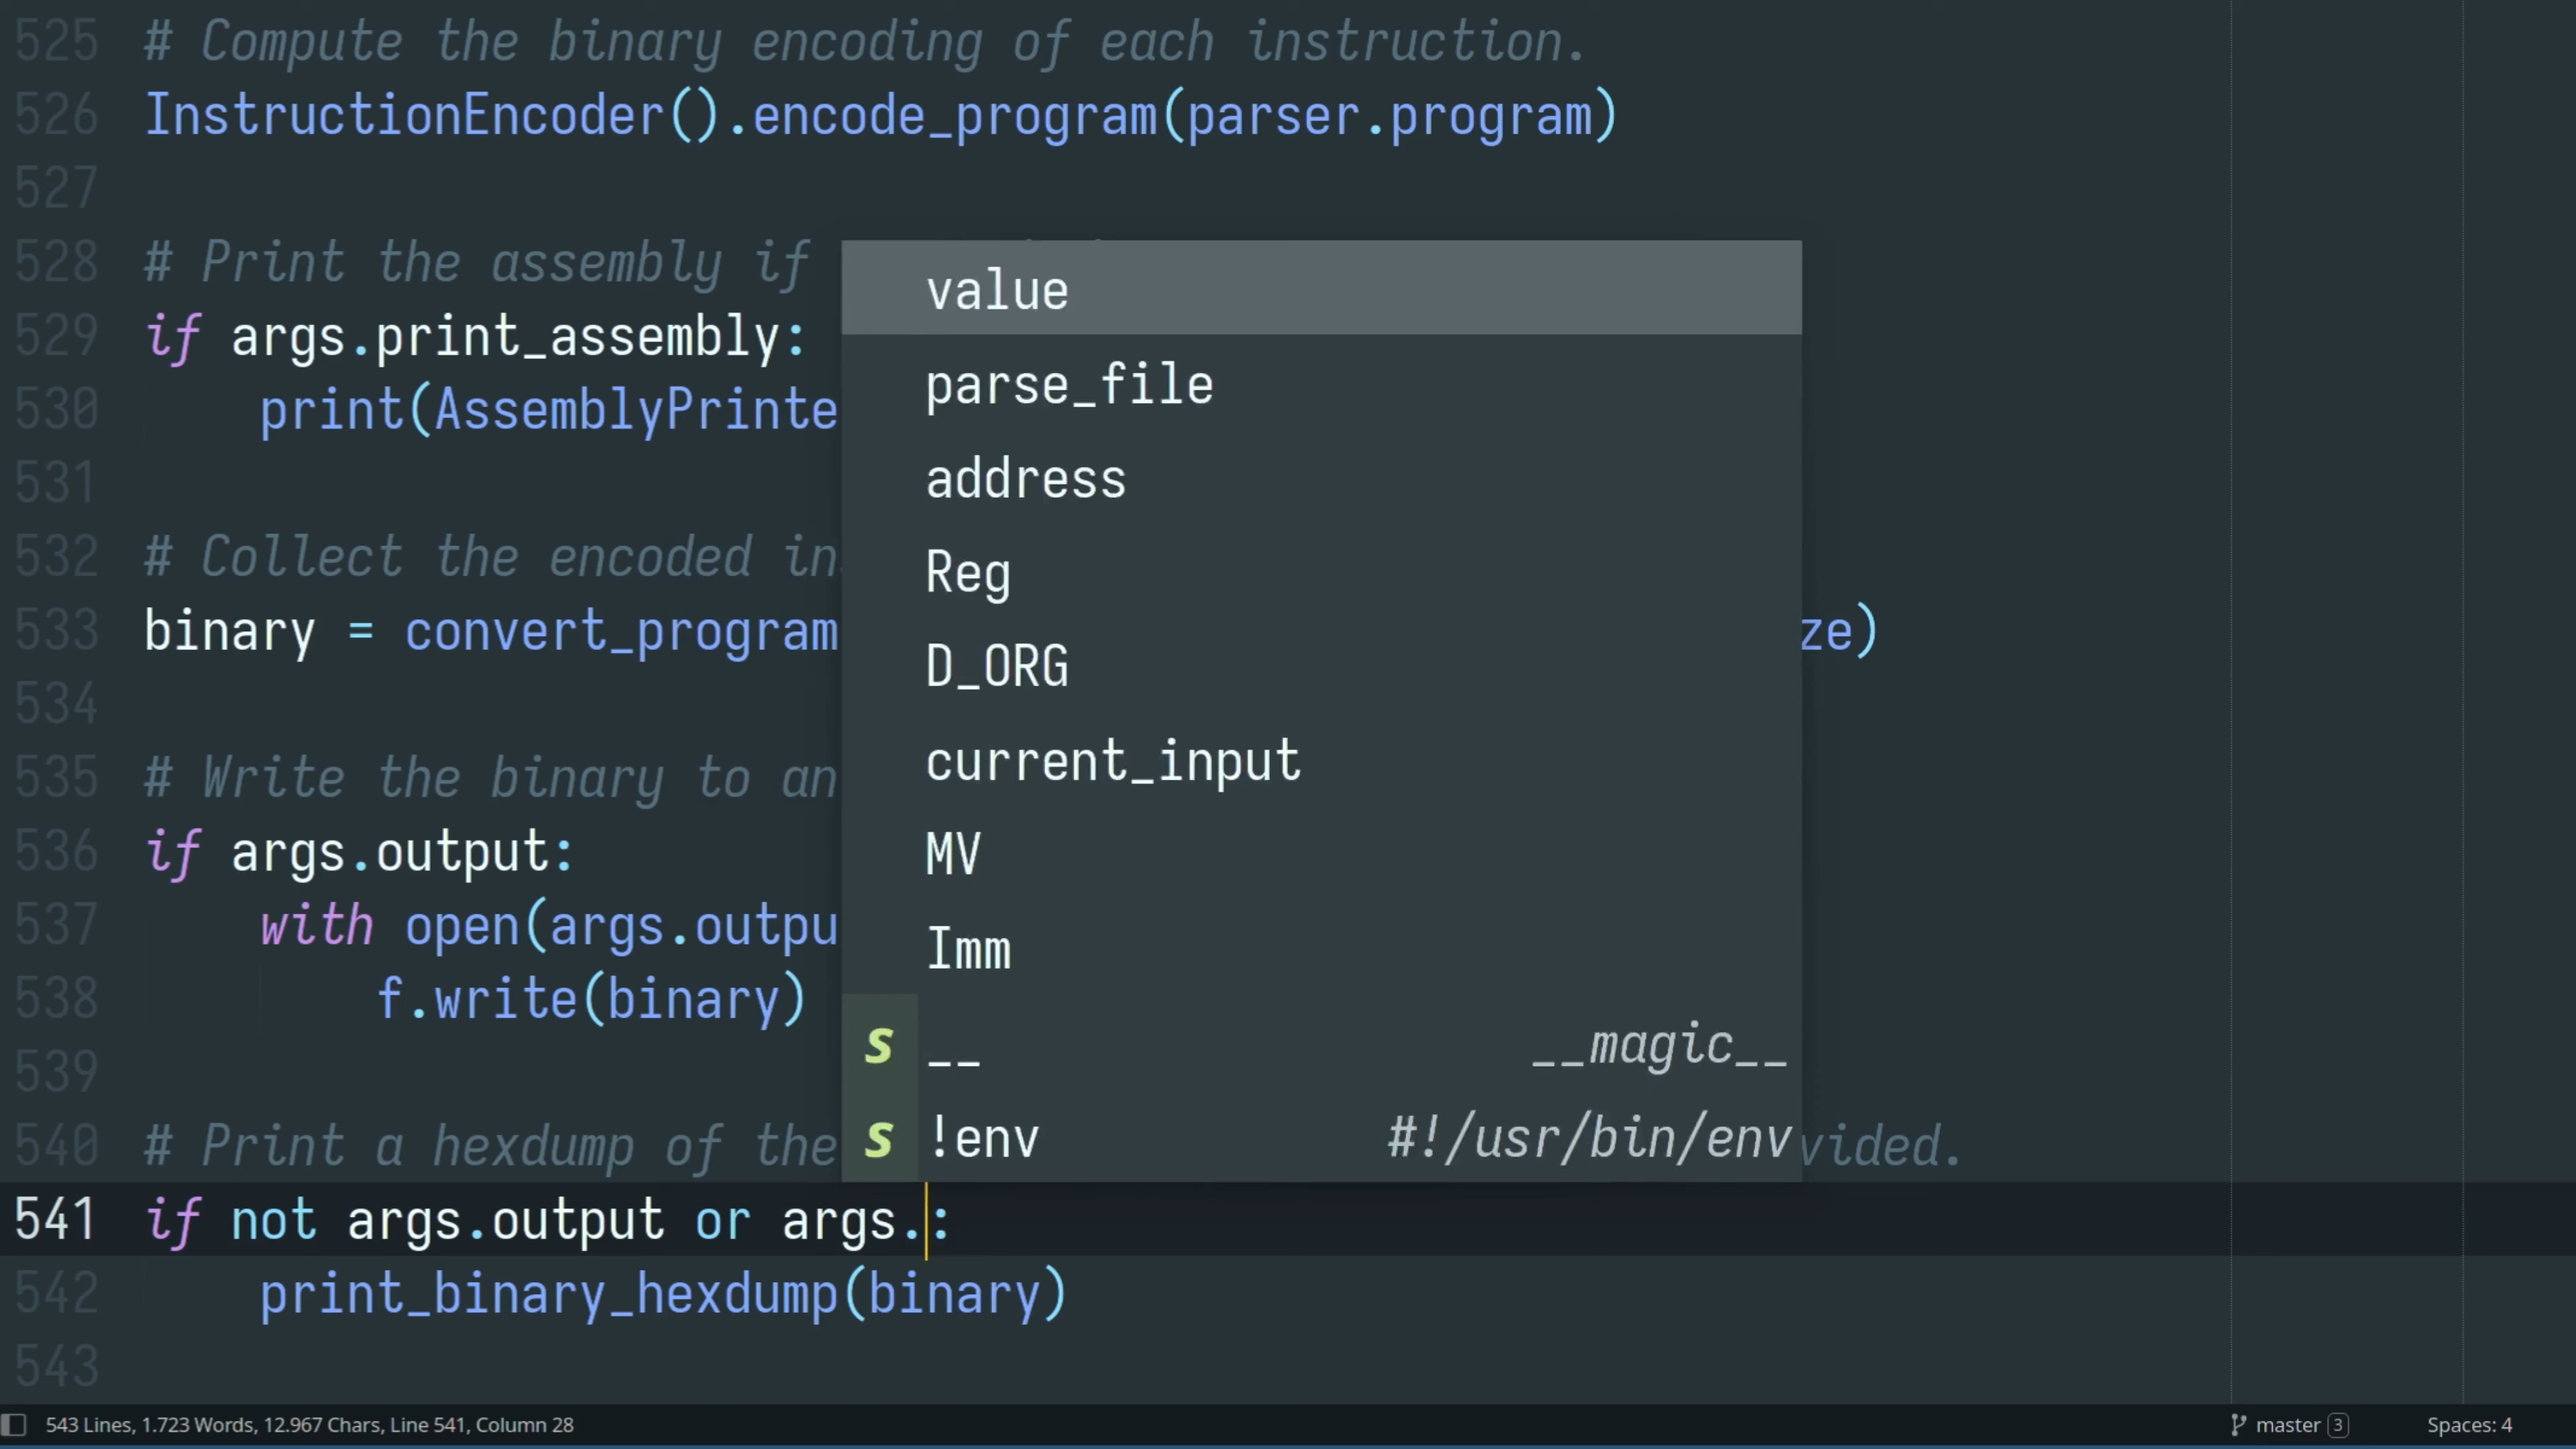 525 # Compute the binary encoding of each instruction.
526 InstructionEncoder().encode_program(parser.program)
527
528 # Print the assembly if
529 if args.print_assembly:
530 print(AssemblyPrinte
531
532 # Collect the encoded in
533 binary = convert_program ze)
534
535 # Write the binary to an
536 if args.output:
537 with open(args.outpu
538 f.write(binary)
539
540 # Print a hexdump of the vided.
541 if not args.output or args.:
542 print_binary_hexdump(binary)
543
value
parse_file
address
Reg
D_ORG
current_input
MV
Imm
s __ __magic__
s !env #!/usr/bin/env
543 Lines, 1.723 Words, 12.967 Chars, Line 541, Column 28 master 3 Spaces: 4